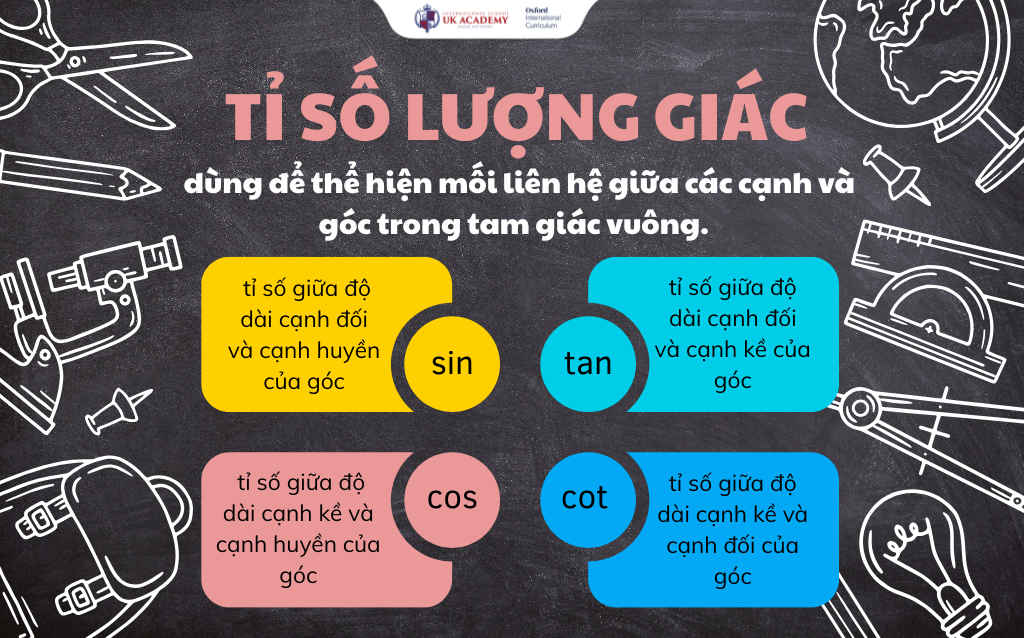 INTERNATIONAL SCHOOL
UK ACADEMY
Oxford
International
Curriculum
TỈ SỐ LƯỢNG GIÁC
dùng để thể hiện mối liên hệ giữa các cạnh và
góc trong tam giác vuông.
tỉ số giữa độ
dài cạnh đối
và cạnh huyền
của góc
sin
tan
tỉ số giữa độ
dài cạnh đối
và cạnh kề của
góc
tỉ số giữa độ
dài cạnh kề và
cạnh huyền của
góc
cos
cot
tỉ số giữa độ
dài cạnh kề và
cạnh đối của
góc